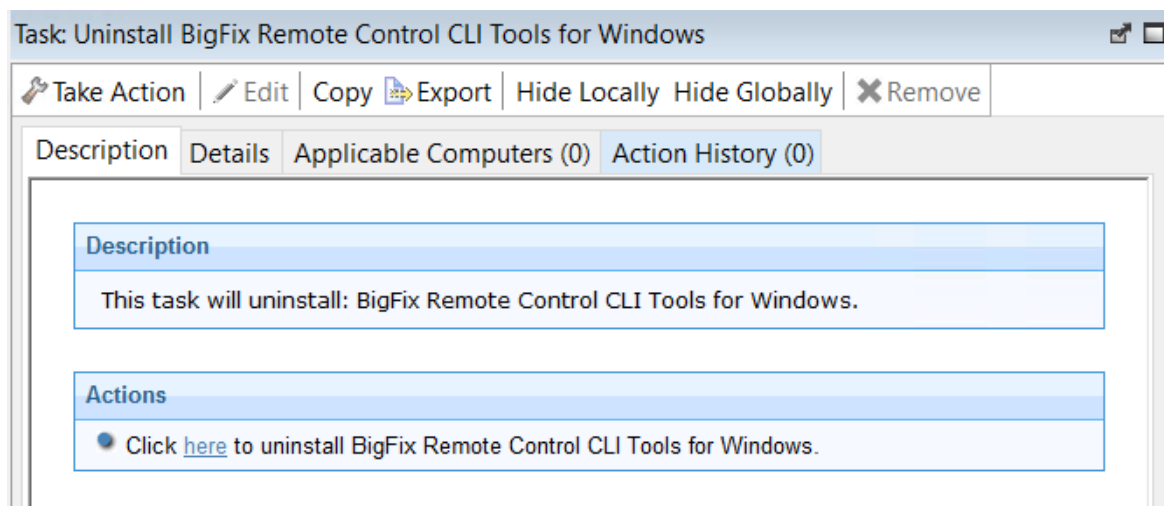 Task: Uninstall BigFix Remote Control CLI Tools for Windows
Take Action Edit Copy Export Hide Locally Hide Globally Remove
Description Details Applicable Computers (0) Action History (0)
Description
This task will uninstall: BigFix Remote Control CLI Tools for Windows.
Actions
Click here to uninstall BigFix Remote Control CLI Tools for Windows.